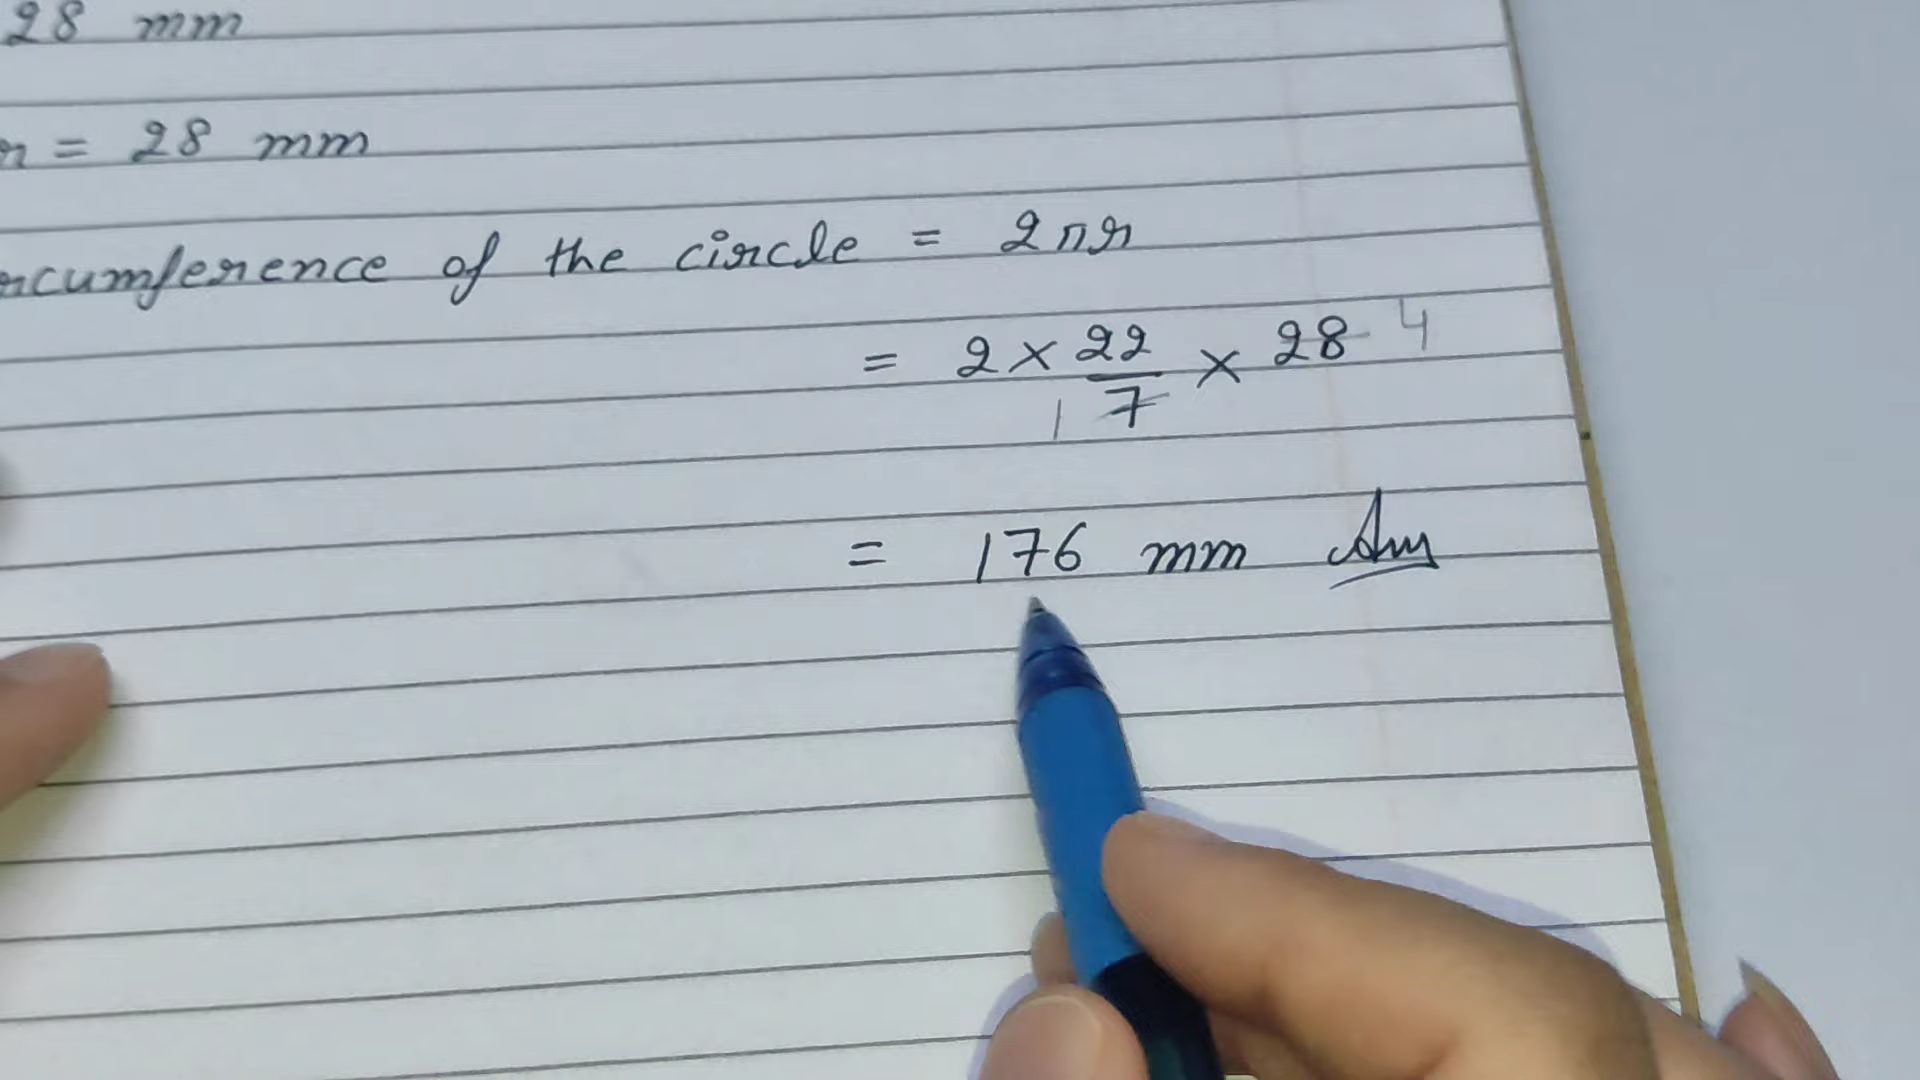 28 mm
r = 28 mm
rcumference of the circle = 2πr
= 2 × 22/7 × 28 4
1
= 176 mm Ans